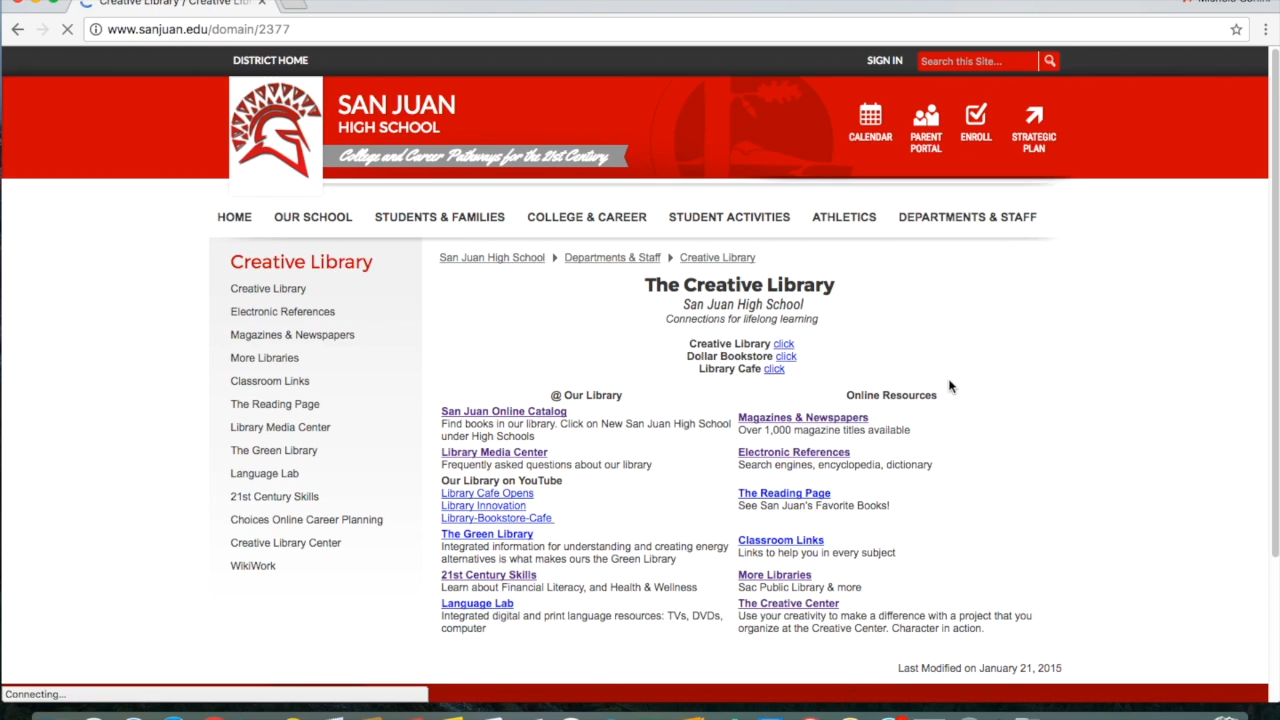 Creative Library / Creative Lib
www.sanjuan.edu/domain/2377
DISTRICT HOME
SIGN IN
Search this Site...
SAN JUAN
HIGH SCHOOL
College and Career Pathways for the 21st Century
CALENDAR
PARENT PORTAL
ENROLL
STRATEGIC PLAN
HOME OUR SCHOOL STUDENTS & FAMILIES COLLEGE & CAREER STUDENT ACTIVITIES ATHLETICS DEPARTMENTS & STAFF
Creative Library
Creative Library
Electronic References
Magazines & Newspapers
More Libraries
Classroom Links
The Reading Page
Library Media Center
The Green Library
Language Lab
21st Century Skills
Choices Online Career Planning
Creative Library Center
WikiWork
San Juan High School Departments & Staff Creative Library
The Creative Library
San Juan High School
Connections for lifelong learning
Creative Library click
Dollar Bookstore click
Library Cafe click
@ Our Library
San Juan Online Catalog
Find books in our library. Click on New San Juan High School
under High Schools
Library Media Center
Frequently asked questions about our library
Our Library on YouTube
Library Cafe Opens
Library Innovation
Library-Bookstore-Cafe
The Green Library
Integrated information for understanding and creating energy
alternatives is what makes ours the Green Library
21st Century Skills
Learn about Financial Literacy, and Health & Wellness
Language Lab
Integrated digital and print language resources: TVs, DVDs,
computer
Online Resources
Magazines & Newspapers
Over 1,000 magazine titles available
Electronic References
Search engines, encyclopedia, dictionary
The Reading Page
See San Juan's Favorite Books!
Classroom Links
Links to help you in every subject
More Libraries
Sac Public Library & more
The Creative Center
Use your creativity to make a difference with a project that you
organize at the Creative Center. Character in action.
Last Modified on January 21, 2015
Connecting...